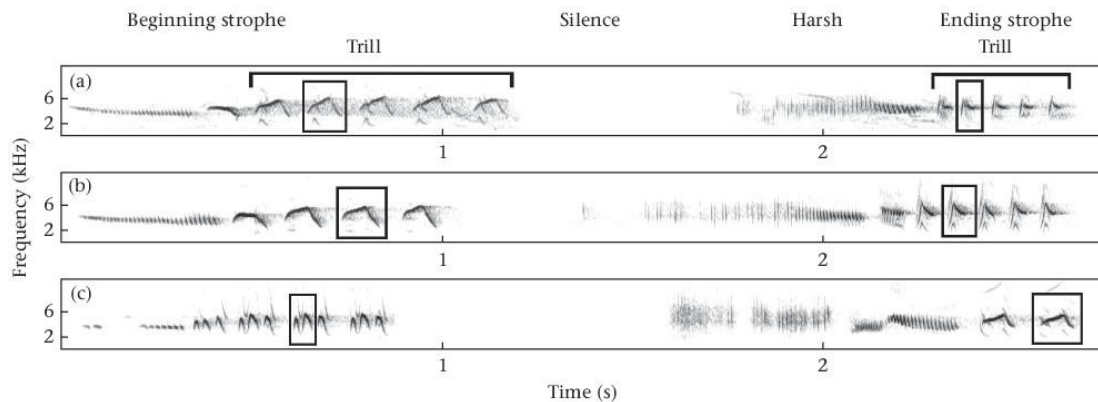 Beginning strophe Silence Harsh Ending strophe
Trill Trill
(a)
6
2
1 2
(b)
6
2
1 2
(c)
6
2
1 2
Frequency (kHz)
Time (s)